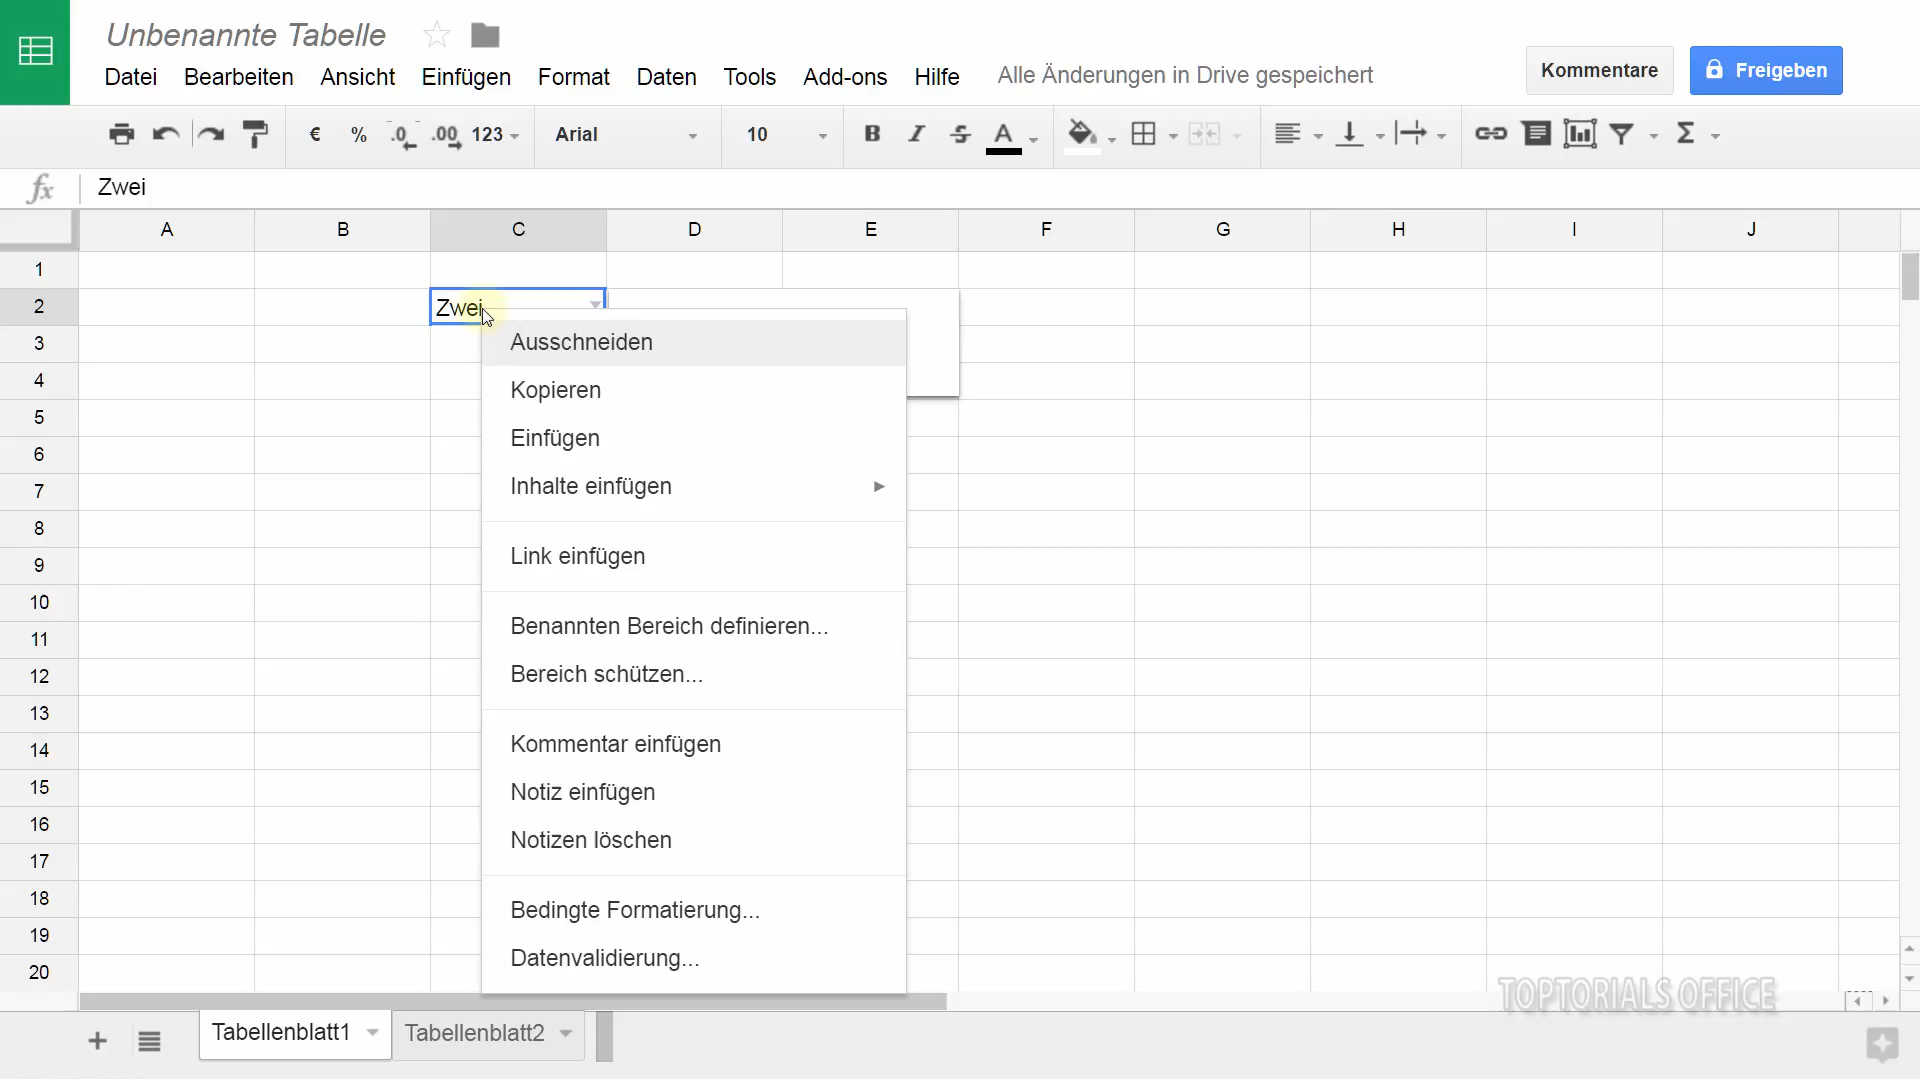 Unbenannte Tabelle
Datei Bearbeiten Ansicht Einfügen Format Daten Tools Add-ons Hilfe Alle Änderungen in Drive gespeichert
Kommentare
Freigeben
€ % .0 .00 123 Arial 10 B I S A Σ
fx Zwei
A B C D E F G H I J
1
2 Zwei
3
4
5
6
7
8
9
10
11
12
13
14
15
16
17
18
19
20
Ausschneiden
Kopieren
Einfügen
Inhalte einfügen
Link einfügen
Benannten Bereich definieren...
Bereich schützen...
Kommentar einfügen
Notiz einfügen
Notizen löschen
Bedingte Formatierung...
Datenvalidierung...
TOPTORIALS OFFICE
Tabellenblatt1 Tabellenblatt2